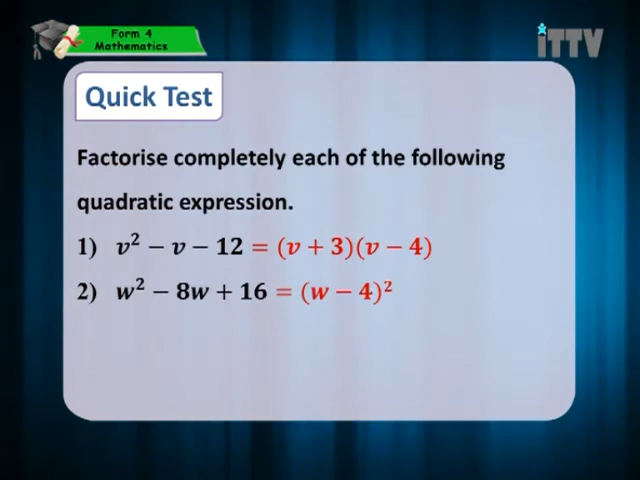 Form 4
Mathematics
iTTV
Quick Test
Factorise completely each of the following
quadratic expression.
1) v² − v − 12 = (v + 3)(v − 4)
2) w² − 8w + 16 = (w − 4)²